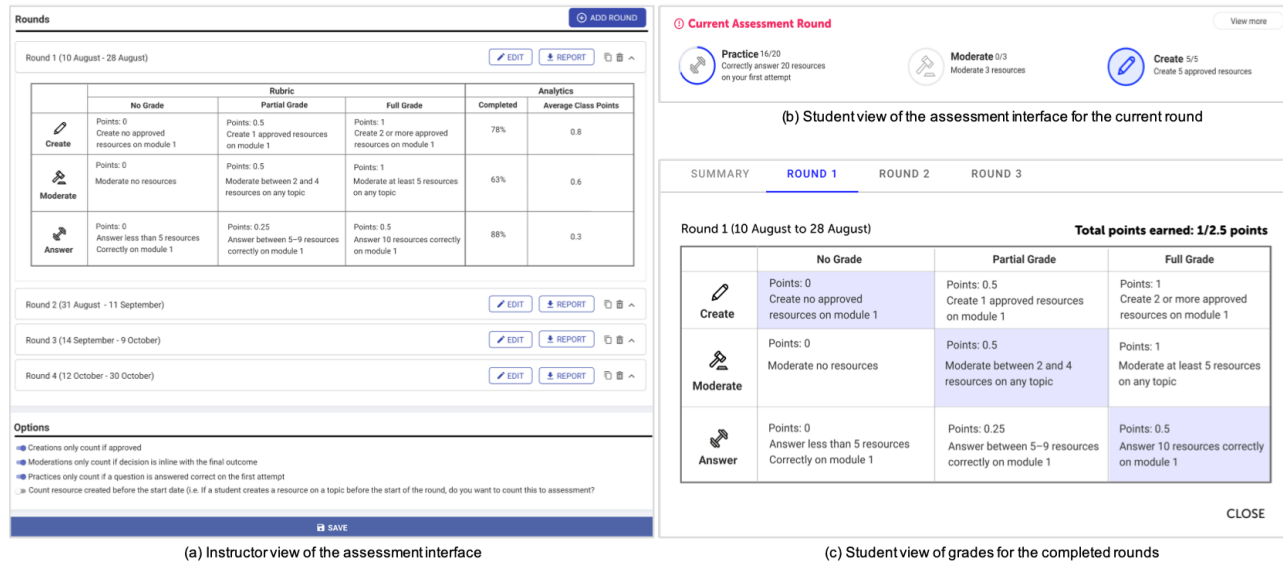 Rounds
ADD ROUND
Round 1 (10 August - 28 August)
EDIT
REPORT
Rubric
Analytics
No Grade
Partial Grade
Full Grade
Completed
Average Class Points
Create
Points: 0
Create no approved
resources on module 1
Points: 0.5
Create 1 approved resources
on module 1
Points: 1
Create 2 or more approved
resources on module 1
78%
0.8
Moderate
Points: 0
Moderate no resources
Points: 0.5
Moderate between 2 and 4
resources on any topic
Points: 1
Moderate at least 5 resources
on any topic
63%
0.6
Answer
Points: 0
Answer less than 5 resources
Correctly on module 1
Points: 0.25
Answer between 5–9 resources
correctly on module 1
Points: 0.5
Answer 10 resources correctly
on module 1
88%
0.3
Round 2 (31 August - 11 September)
EDIT
REPORT
Round 3 (14 September - 9 October)
EDIT
REPORT
Round 4 (12 October - 30 October)
EDIT
REPORT
Options
Creations only count if approved
Moderations only count if decision is inline with the final outcome
Practices only count if a question is answered correct on the first attempt
Count resource created before the start date (i.e. If a student creates a resource on a topic before the start of the round, do you want to count this to assessment?
SAVE
(a) Instructor view of the assessment interface
Current Assessment Round
View more
Practice 16/20
Correctly answer 20 resources
on your first attempt
Moderate 0/3
Moderate 3 resources
Create 5/5
Create 5 approved resources
(b) Student view of the assessment interface for the current round
SUMMARY
ROUND 1
ROUND 2
ROUND 3
Round 1 (10 August to 28 August)
Total points earned: 1/2.5 points
No Grade
Partial Grade
Full Grade
Create
Points: 0
Create no approved
resources on module 1
Points: 0.5
Create 1 approved resources
on module 1
Points: 1
Create 2 or more approved
resources on module 1
Moderate
Points: 0
Moderate no resources
Points: 0.5
Moderate between 2 and 4
resources on any topic
Points: 1
Moderate at least 5 resources
on any topic
Answer
Points: 0
Answer less than 5 resources
Correctly on module 1
Points: 0.25
Answer between 5–9 resources
correctly on module 1
Points: 0.5
Answer 10 resources correctly
on module 1
CLOSE
(c) Student view of grades for the completed rounds